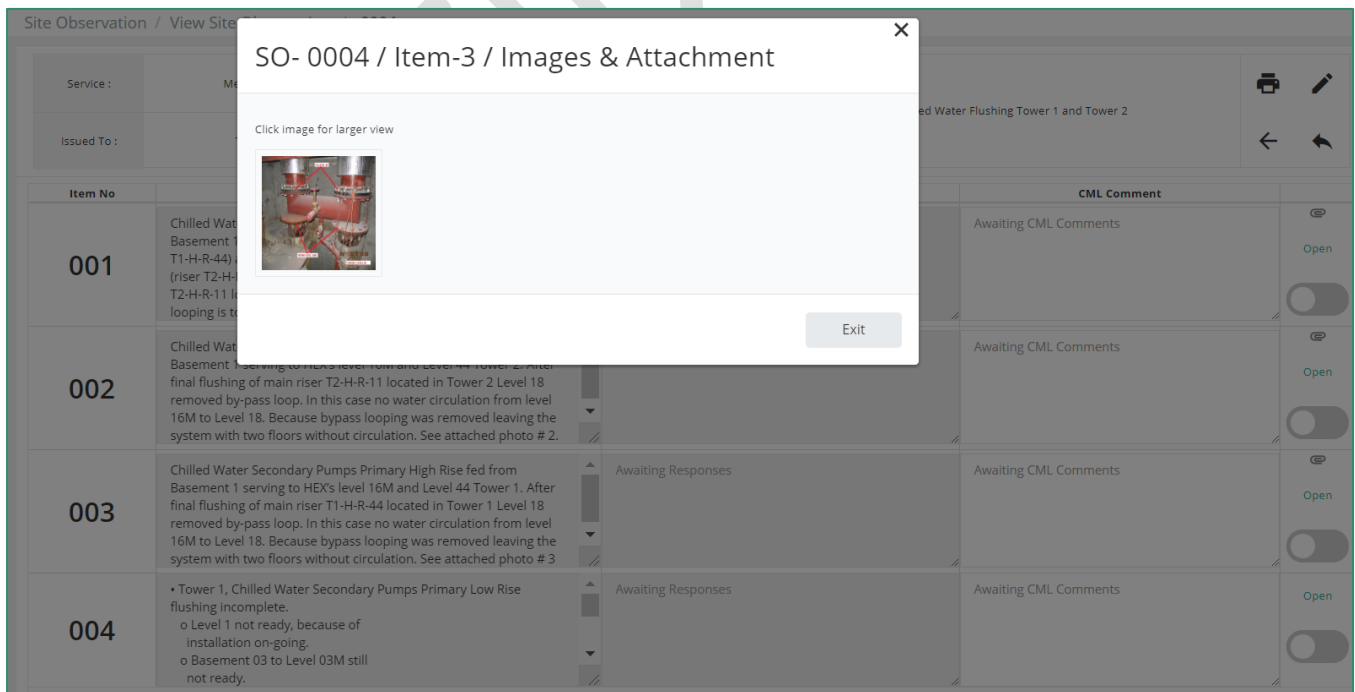 Site Observation / View Site
SO- 0004 / Item-3 / Images & Attachment
Service :
Me
ed Water Flushing Tower 1 and Tower 2
Issued To :
Click image for larger view
Exit
Item No
CML Comment
001
Chilled Wat
Basement 1
T1-H-R-44)
(riser T2-H-
T2-H-R-11
looping is
Awaiting CML Comments
Open
002
Chilled Wat
Basement 1 serving to HEX's level 16M and Level 44 Tower 2. After
final flushing of main riser T2-H-R-11 located in Tower 2 Level 18
removed by-pass loop. In this case no water circulation from level
16M to Level 18. Because bypass looping was removed leaving the
system with two floors without circulation. See attached photo # 2.
Awaiting CML Comments
Open
003
Chilled Water Secondary Pumps Primary High Rise fed from
Basement 1 serving to HEX's level 16M and Level 44 Tower 1. After
final flushing of main riser T1-H-R-44 located in Tower 1 Level 18
removed by-pass loop. In this case no water circulation from level
16M to Level 18. Because bypass looping was removed leaving the
system with two floors without circulation. See attached photo # 3
Awaiting Responses
Awaiting CML Comments
Open
004
• Tower 1, Chilled Water Secondary Pumps Primary Low Rise
flushing incomplete.
o Level 1 not ready, because of
installation on-going.
o Basement 03 to Level 03M still
not ready.
Awaiting Responses
Awaiting CML Comments
Open